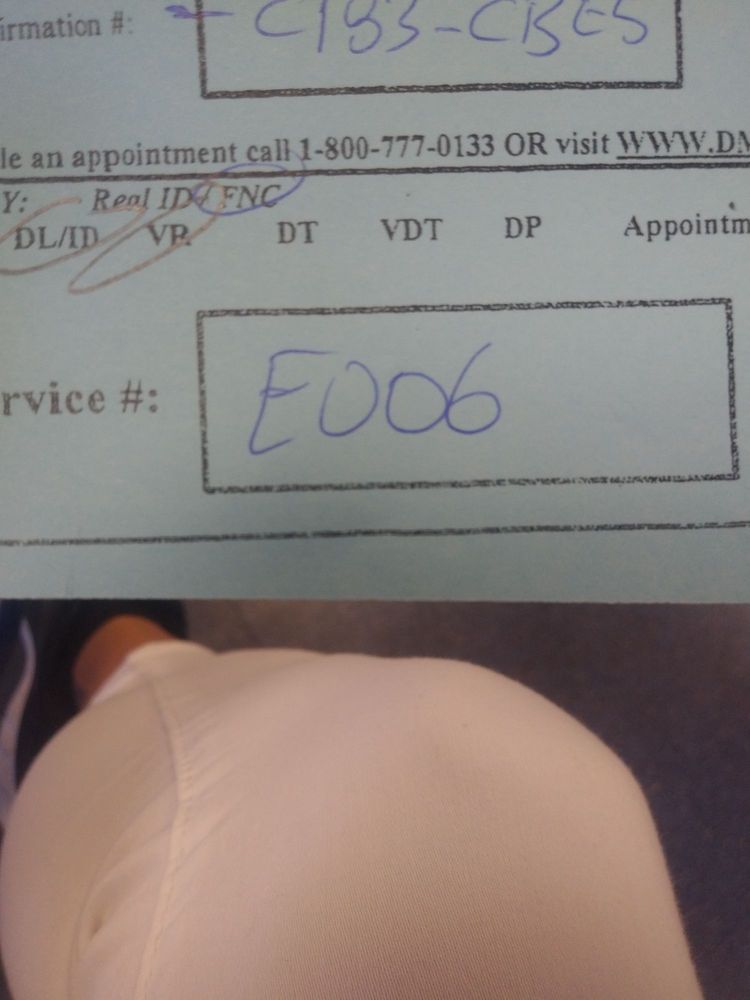 irmation #: C183-CBE5
le an appointment call 1-800-777-0133 OR visit WWW.DM
Y: Real ID / FNC
DL/ID VR DT VDT DP Appointm
rvice #: E006